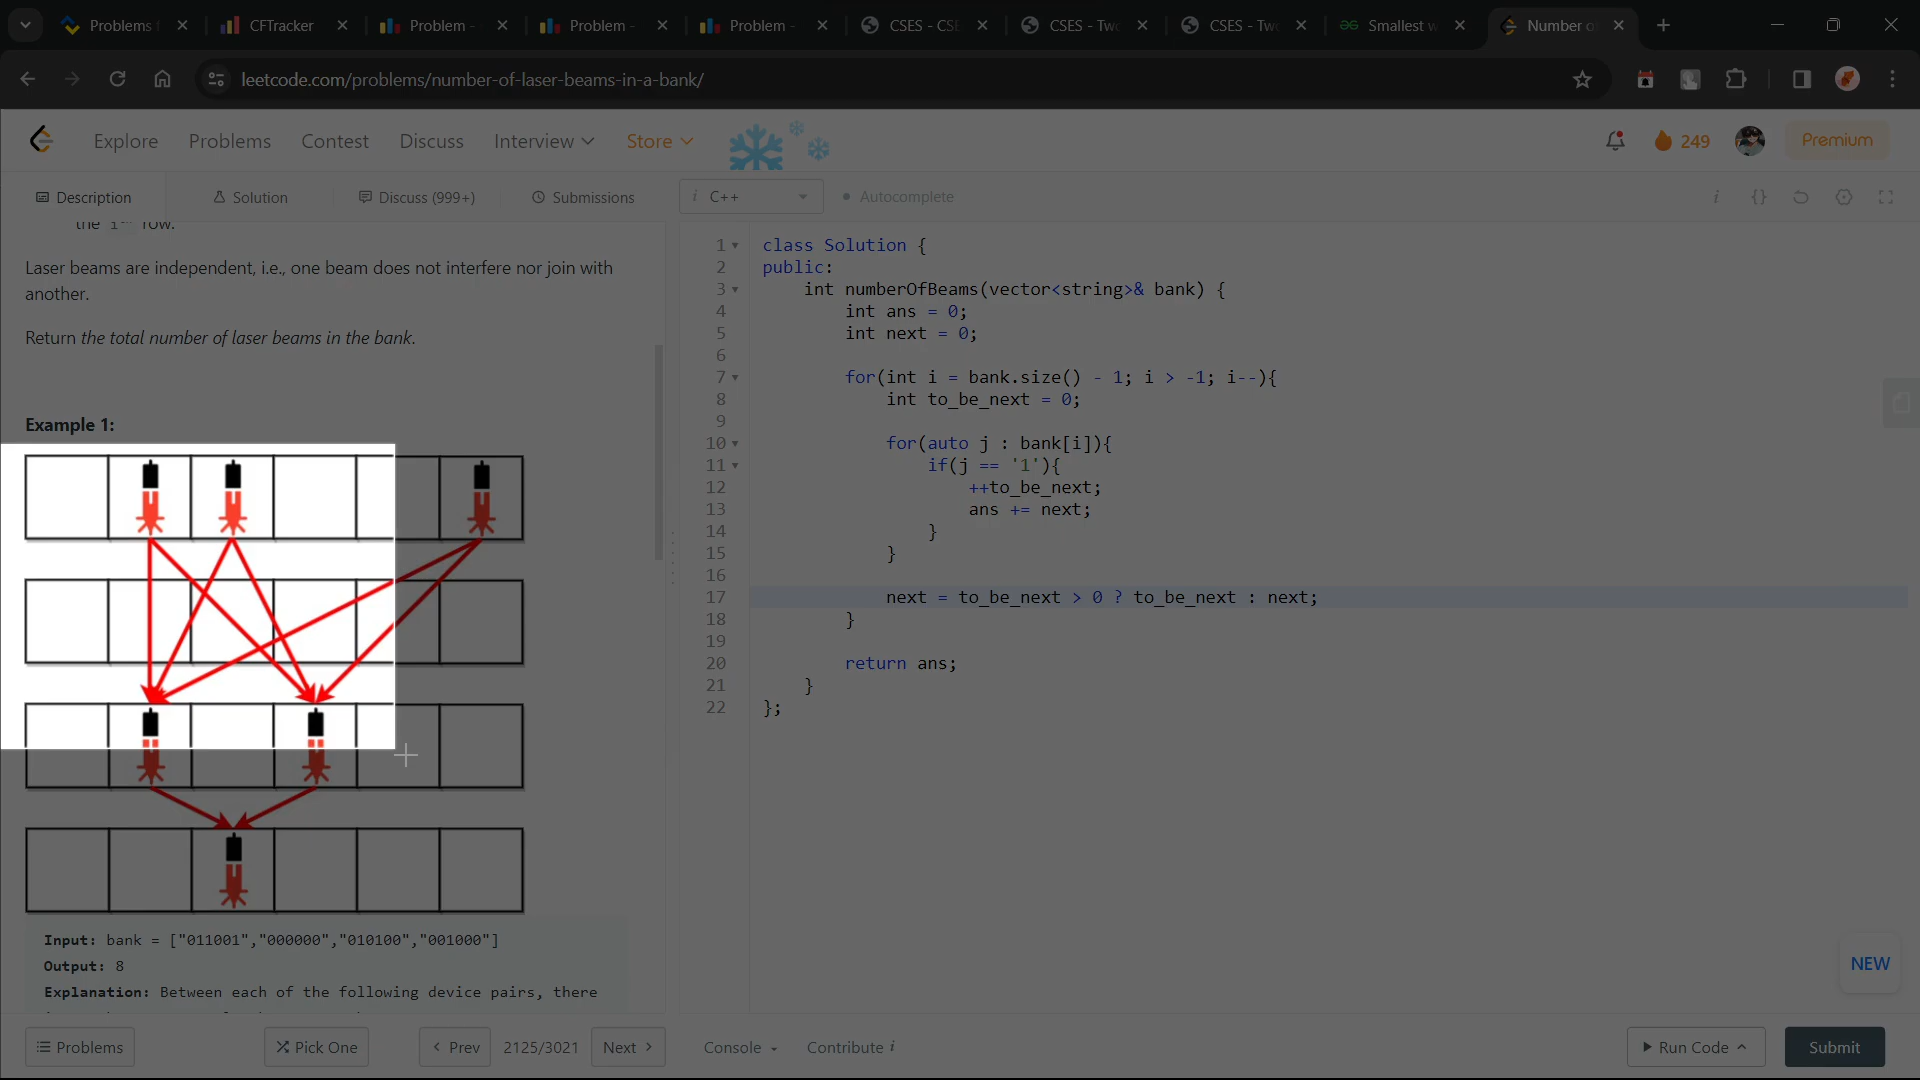 Problems
CFTracker
Problem -
Problem -
Problem -
CSES - CSE
CSES - Tw
CSES - Tw
Smallest w
Number o
leetcode.com/problems/number-of-laser-beams-in-a-bank/
Explore Problems Contest Discuss Interview Store
249
Premium
Description Solution Discuss (999+) Submissions
i C++ Autocomplete
the row.
Laser beams are independent, i.e., one beam does not interfere nor join with
another.
Return the total number of laser beams in the bank.
Example 1:
Input: bank = ["011001","000000","010100","001000"]
Output: 8
Explanation: Between each of the following device pairs, there
1 class Solution {
2 public:
3 int numberOfBeams(vector<string>& bank) {
4 int ans = 0;
5 int next = 0;
6
7 for(int i = bank.size() - 1; i > -1; i--){
8 int to_be_next = 0;
9
10 for(auto j : bank[i]){
11 if(j == '1'){
12 ++to_be_next;
13 ans += next;
14 }
15 }
16
17 next = to_be_next > 0 ? to_be_next : next;
18 }
19
20 return ans;
21 }
22 };
NEW
Problems Pick One Prev 2125/3021 Next Console Contribute i Run Code Submit